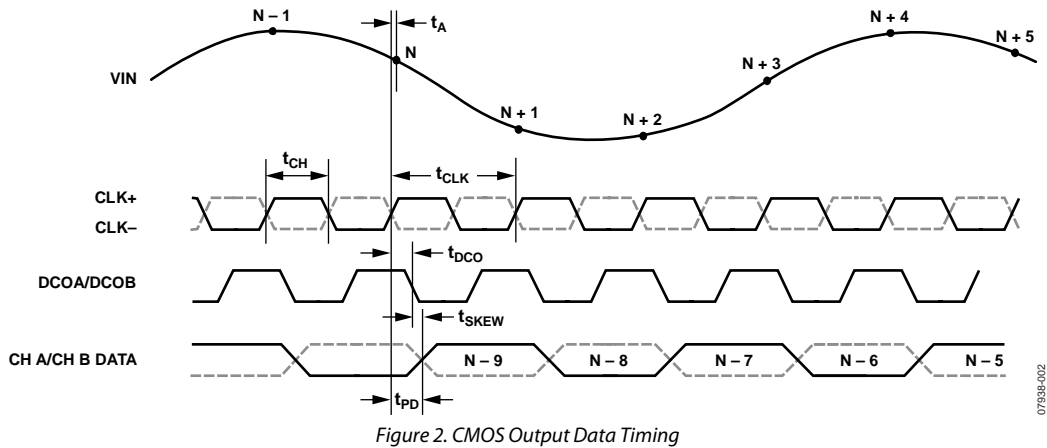 N – 1
tA
N
N + 4
N + 5
VIN
N + 3
N + 1
N + 2
tCH
tCLK
CLK+
CLK–
tDCO
DCOA/DCOB
tSKEW
CH A/CH B DATA
N – 9
N – 8
N – 7
N – 6
N – 5
tPD
07938-002
Figure 2. CMOS Output Data Timing